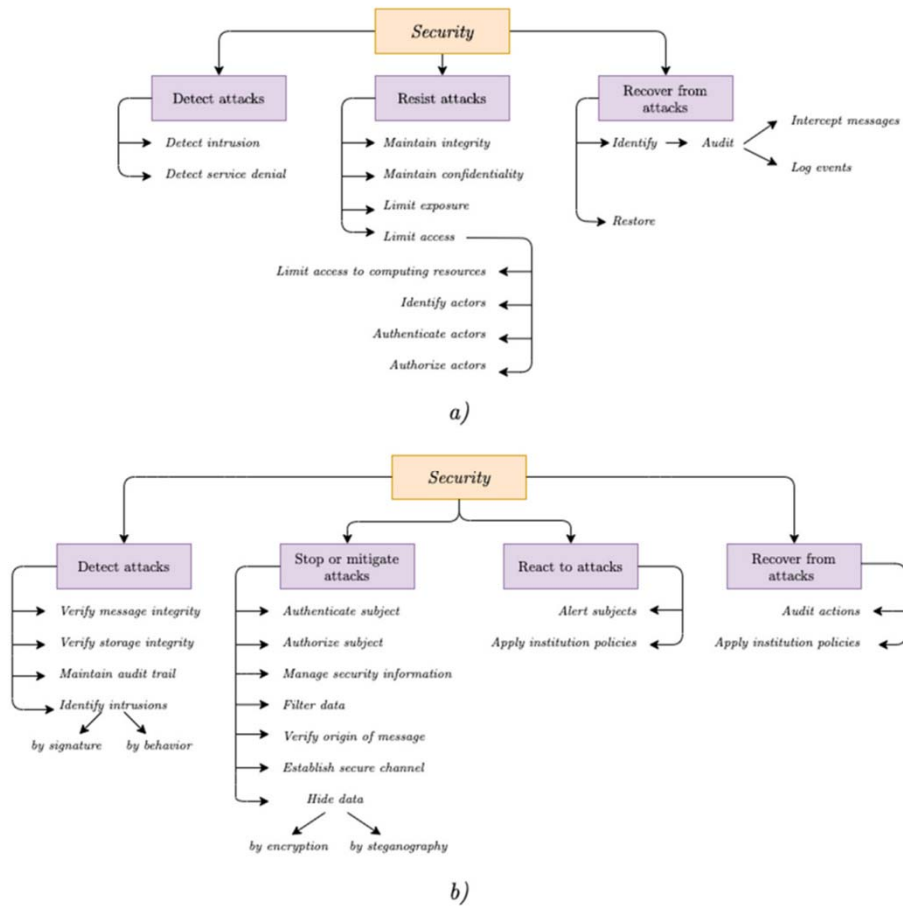 Security
Detect attacks
Resist attacks
Recover from
attacks
Detect intrusion
Detect service denial
Maintain integrity
Maintain confidentiality
Limit exposure
Limit access
Identify
Audit
Intercept messages
Log events
Restore
Limit access to computing resources
Identify actors
Authenticate actors
Authorize actors
a)
Security
Detect attacks
Stop or mitigate
attacks
React to attacks
Recover from
attacks
Verify message integrity
Verify storage integrity
Maintain audit trail
Identify intrusions
by signature
by behavior
Authenticate subject
Authorize subject
Manage security information
Filter data
Verify origin of message
Establish secure channel
Hide data
by encryption
by steganography
Alert subjects
Apply institution policies
Audit actions
Apply institution policies
b)